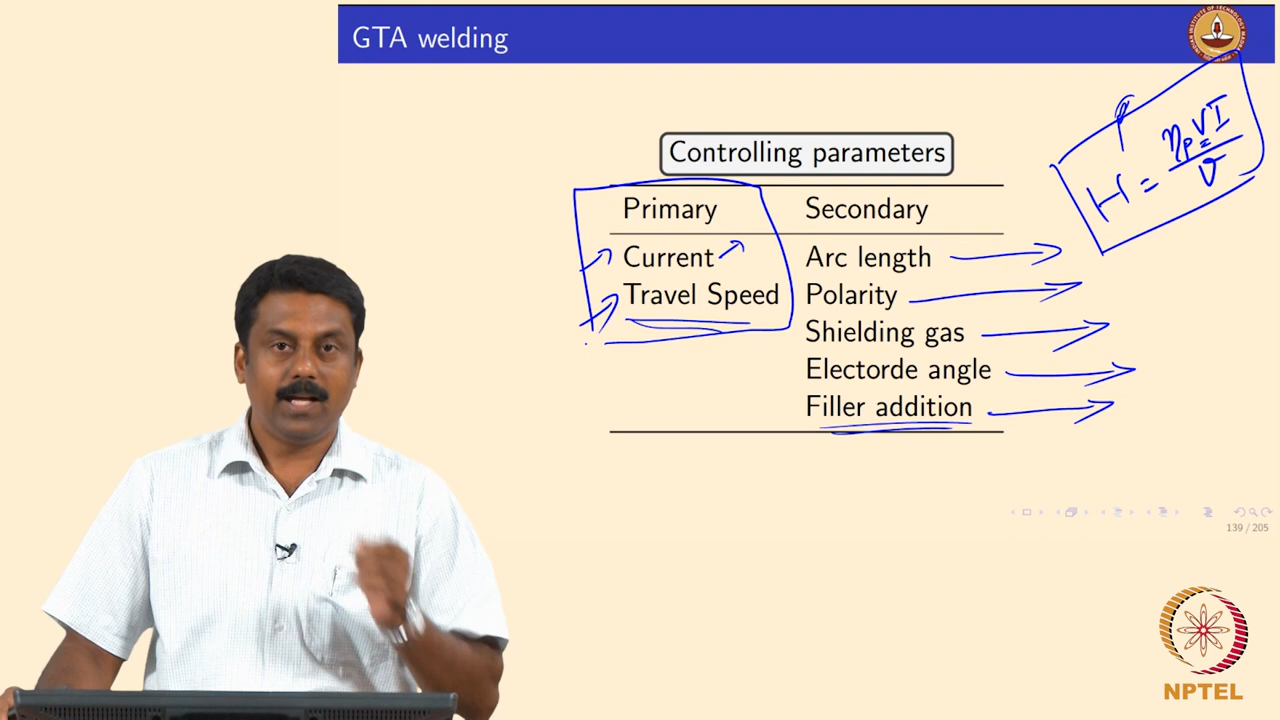 GTA welding
Controlling parameters
Primary Secondary
Current Arc length
Travel Speed Polarity
Shielding gas
Electorde angle
Filler addition
H = ηp V I / v
139 / 205
NPTEL